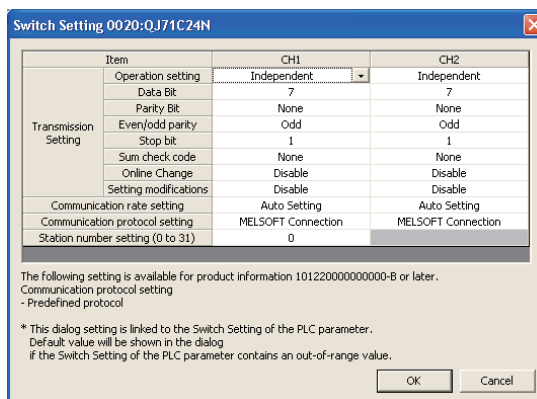 Switch Setting 0020:QJ71C24N
Item CH1 CH2
Operation setting Independent Independent
Data Bit 7 7
Parity Bit None None
Transmission Setting Even/odd parity Odd Odd
Stop bit 1 1
Sum check code None None
Online Change Disable Disable
Setting modifications Disable Disable
Communication rate setting Auto Setting Auto Setting
Communication protocol setting MELSOFT Connection MELSOFT Connection
Station number setting (0 to 31) 0
The following setting is available for product information 101220000000000-B or later.
Communication protocol setting
- Predefined protocol
* This dialog setting is linked to the Switch Setting of the PLC parameter.
Default value will be shown in the dialog
if the Switch Setting of the PLC parameter contains an out-of-range value.
OK Cancel